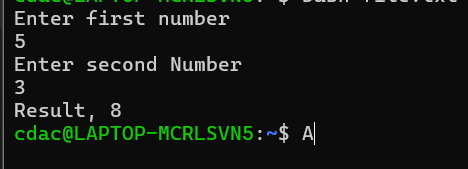 Enter first number
5
Enter second Number
3
Result, 8
cdac@LAPTOP-MCRLSVN5:~$ A